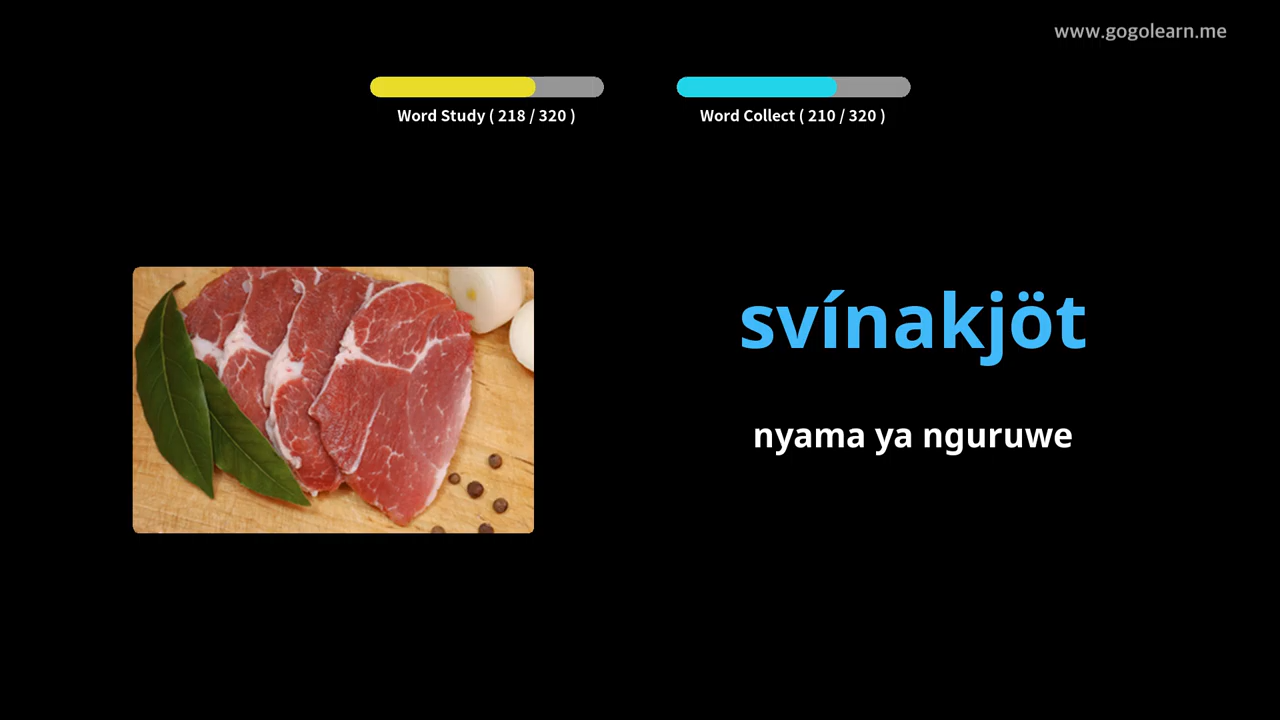 www.gogolearn.me
Word Study ( 218 / 320 )
Word Collect ( 210 / 320 )
svínakjöt
nyama ya nguruwe